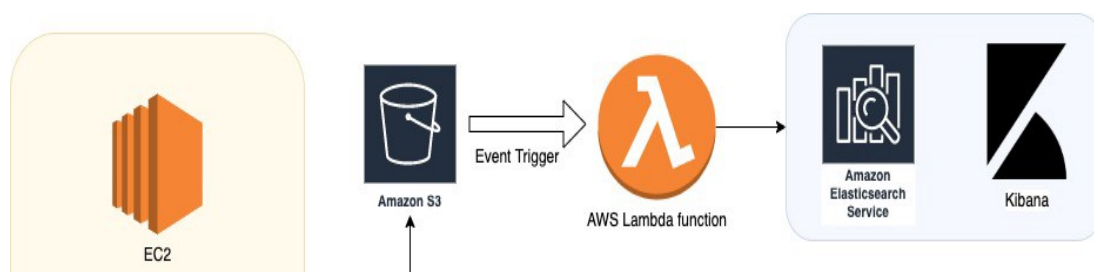 EC2
Amazon S3
Event Trigger
AWS Lambda function
Amazon
Elasticsearch
Service
Kibana